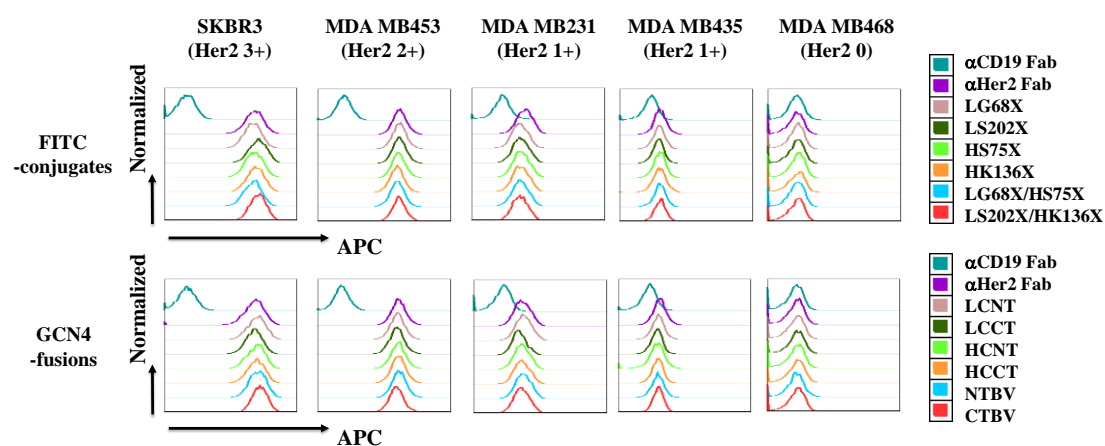 SKBR3
(Her2 3+)
MDA MB453
(Her2 2+)
MDA MB231
(Her2 1+)
MDA MB435
(Her2 1+)
MDA MB468
(Her2 0)
FITC
-conjugates
Normalized
APC
αCD19 Fab
αHer2 Fab
LG68X
LS202X
HS75X
HK136X
LG68X/HS75X
LS202X/HK136X
GCN4
-fusions
Normalized
APC
αCD19 Fab
αHer2 Fab
LCNT
LCCT
HCNT
HCCT
NTBV
CTBV